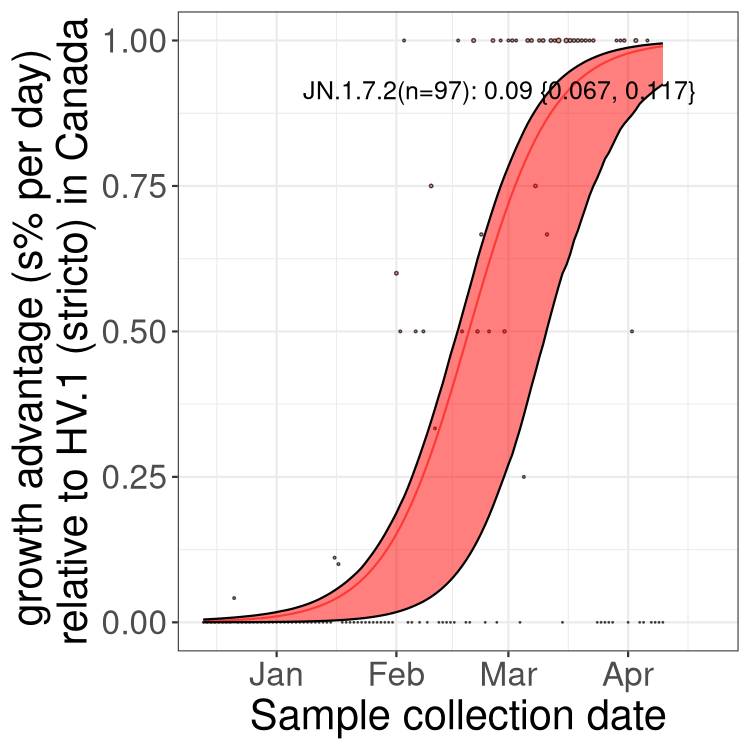 growth advantage (s% per day)
relative to HV.1 (stricto) in Canada
1.00
0.75
0.50
0.25
0.00
JN.1.7.2(n=97): 0.09 {0.067, 0.117}
Jan Feb Mar Apr
Sample collection date